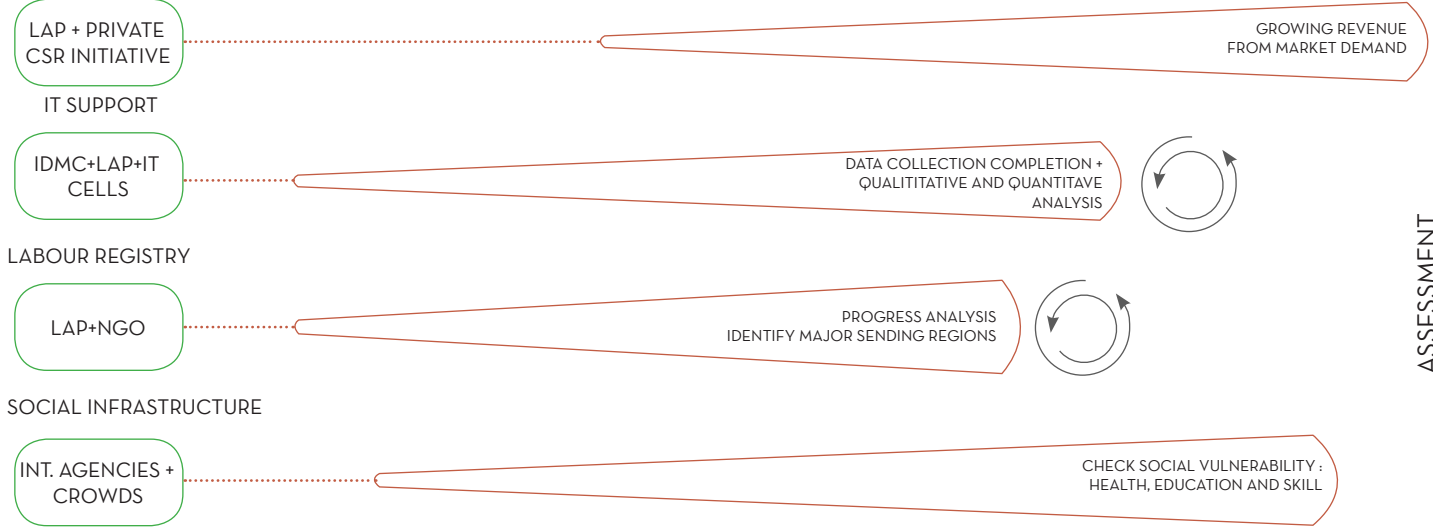 LAP + PRIVATE
CSR INITIATIVE
GROWING REVENUE
FROM MARKET DEMAND
IT SUPPORT
IDMC+LAP+IT
CELLS
DATA COLLECTION COMPLETION +
QUALITITATIVE AND QUANTITAVE
ANALYSIS
LABOUR REGISTRY
LAP+NGO
PROGRESS ANALYSIS
IDENTIFY MAJOR SENDING REGIONS
ASSESSMENT
SOCIAL INFRASTRUCTURE
INT. AGENCIES +
CROWDS
CHECK SOCIAL VULNERABILITY :
HEALTH, EDUCATION AND SKILL